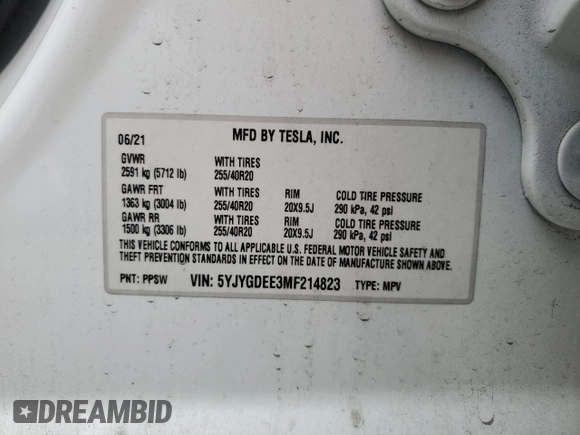 06/21 MFD BY TESLA, INC.
GVWR WITH TIRES
2591 kg (5712 lb) 255/40R20
GAWR FRT WITH TIRES RIM COLD TIRE PRESSURE
1363 kg (3004 lb) 255/40R20 20X9.5J 290 kPa, 42 psi
GAWR RR WITH TIRES RIM COLD TIRE PRESSURE
1500 kg (3306 lb) 255/40R20 20X9.5J 290 kPa, 42 psi
THIS VEHICLE CONFORMS TO ALL APPLICABLE U.S. FEDERAL MOTOR VEHICLE SAFETY AND
THEFT PREVENTION STANDARDS IN EFFECT ON THE DATE OF MANUFACTURE SHOWN ABOVE.
PNT: PPSW VIN: 5YJYGDEE3MF214823 TYPE: MPV
DREAMBID